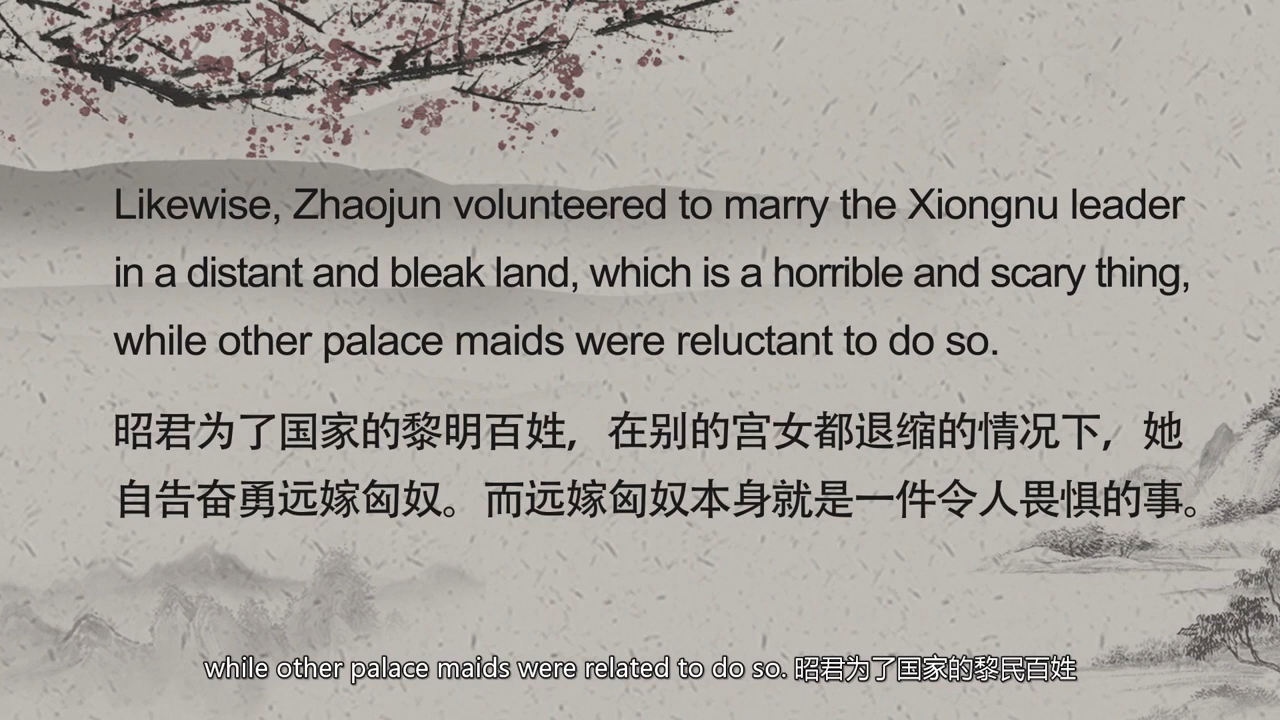 Likewise, Zhaojun volunteered to marry the Xiongnu leader
in a distant and bleak land, which is a horrible and scary thing,
while other palace maids were reluctant to do so.
昭君为了国家的黎明百姓，在别的宫女都退缩的情况下，她
自告奋勇远嫁匈奴。而远嫁匈奴本身就是一件令人畏惧的事。
while other palace maids were related to do so. 昭君为了国家的黎民百姓